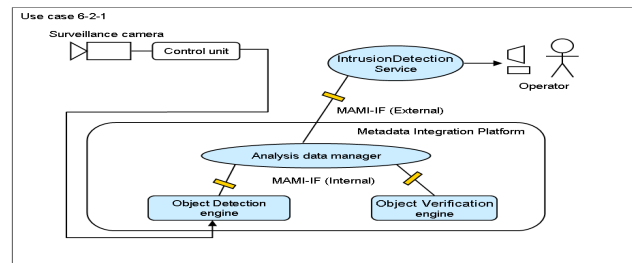 Use case 6-2-1
Surveillance camera
Control unit
IntrusionDetection
Service
Operator
MAMI-IF (External)
Metadata Integration Platform
Analysis data manager
MAMI-IF (Internal)
Object Detection
engine
Object Verification
engine